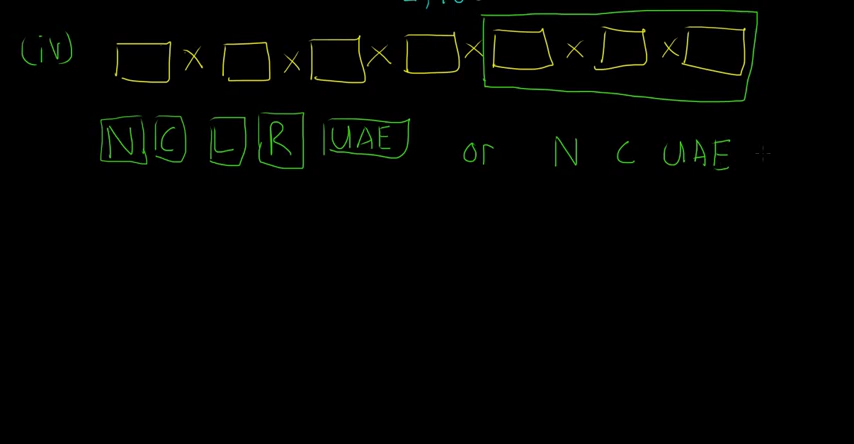 (iv) × × × × × ×
N C L R UAE or N C UAE